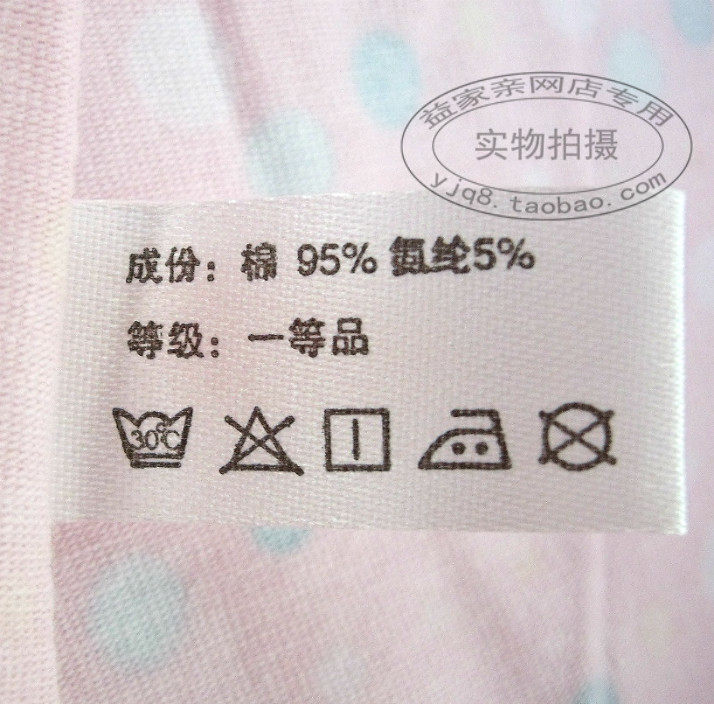 益家亲网店专用
实物拍摄
yjq8.taobao.com
成份：棉 95% 氨纶5%
等级：一等品
30℃